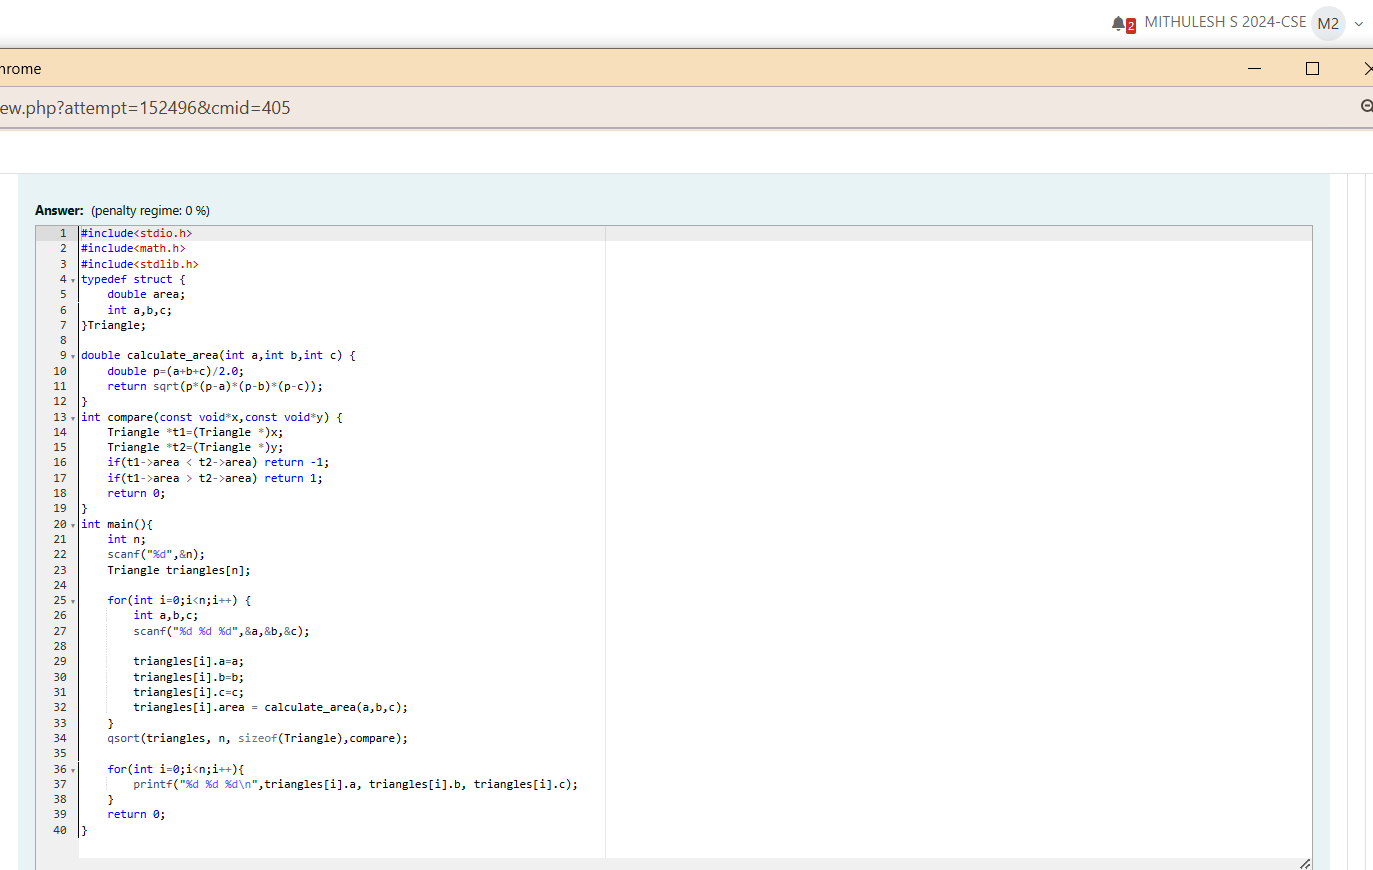 2 MITHULESH S 2024-CSE M2
hrome
ew.php?attempt=152496&cmid=405
Answer: (penalty regime: 0 %)
1 #include<stdio.h>
2 #include<math.h>
3 #include<stdlib.h>
4 typedef struct {
5     double area;
6     int a,b,c;
7 }Triangle;
8
9 double calculate_area(int a,int b,int c) {
10     double p=(a+b+c)/2.0;
11     return sqrt(p*(p-a)*(p-b)*(p-c));
12 }
13 int compare(const void*x,const void*y) {
14     Triangle *t1=(Triangle *)x;
15     Triangle *t2=(Triangle *)y;
16     if(t1->area < t2->area) return -1;
17     if(t1->area > t2->area) return 1;
18     return 0;
19 }
20 int main(){
21     int n;
22     scanf("%d",&n);
23     Triangle triangles[n];
24
25     for(int i=0;i<n;i++) {
26         int a,b,c;
27         scanf("%d %d %d",&a,&b,&c);
28
29         triangles[i].a=a;
30         triangles[i].b=b;
31         triangles[i].c=c;
32         triangles[i].area = calculate_area(a,b,c);
33     }
34     qsort(triangles, n, sizeof(Triangle),compare);
35
36     for(int i=0;i<n;i++){
37         printf("%d %d %d\n",triangles[i].a, triangles[i].b, triangles[i].c);
38     }
39     return 0;
40 }